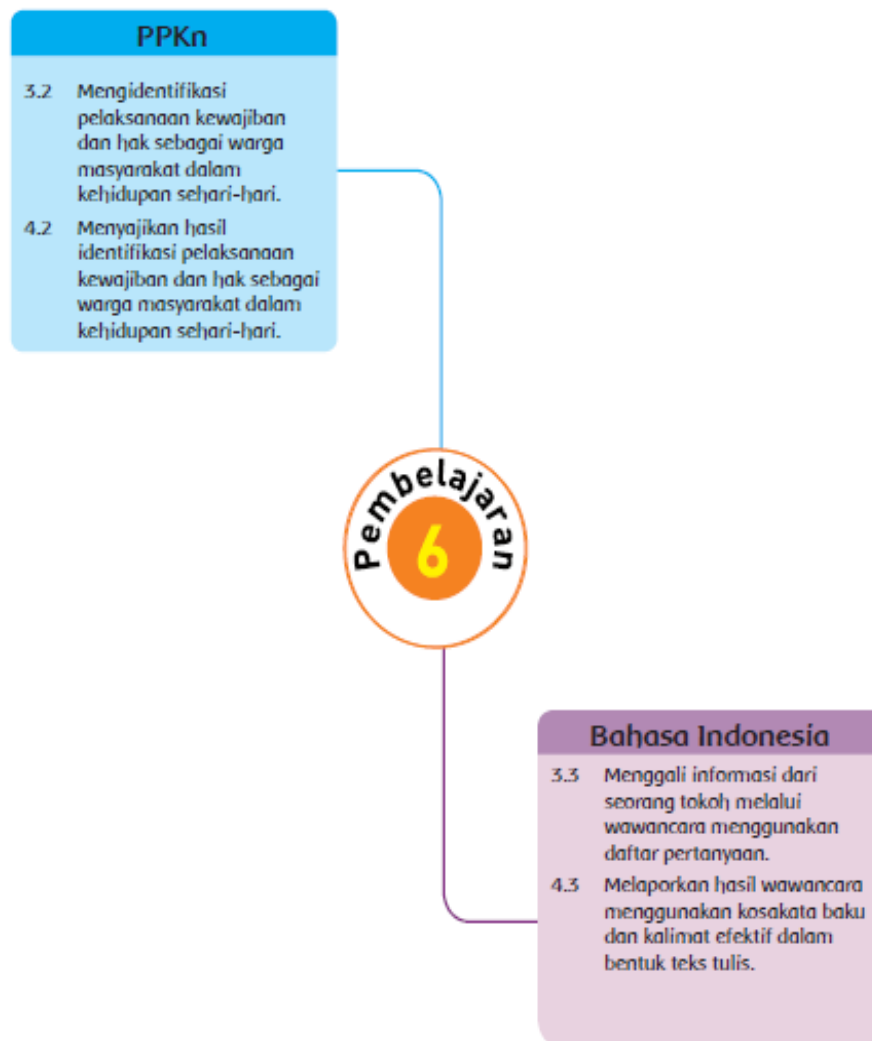 PPKn
3.2 Mengidentifikasi
pelaksanaan kewajiban
dan hak sebagai warga
masyarakat dalam
kehidupan sehari-hari.
4.2 Menyajikan hasil
identifikasi pelaksanaan
kewajiban dan hak sebagai
warga masyarakat dalam
kehidupan sehari-hari.
Pembelajaran
6
Bahasa Indonesia
3.3 Menggali informasi dari
seorang tokoh melalui
wawancara menggunakan
daftar pertanyaan.
4.3 Melaporkan hasil wawancara
menggunakan kosakata baku
dan kalimat efektif dalam
bentuk teks tulis.